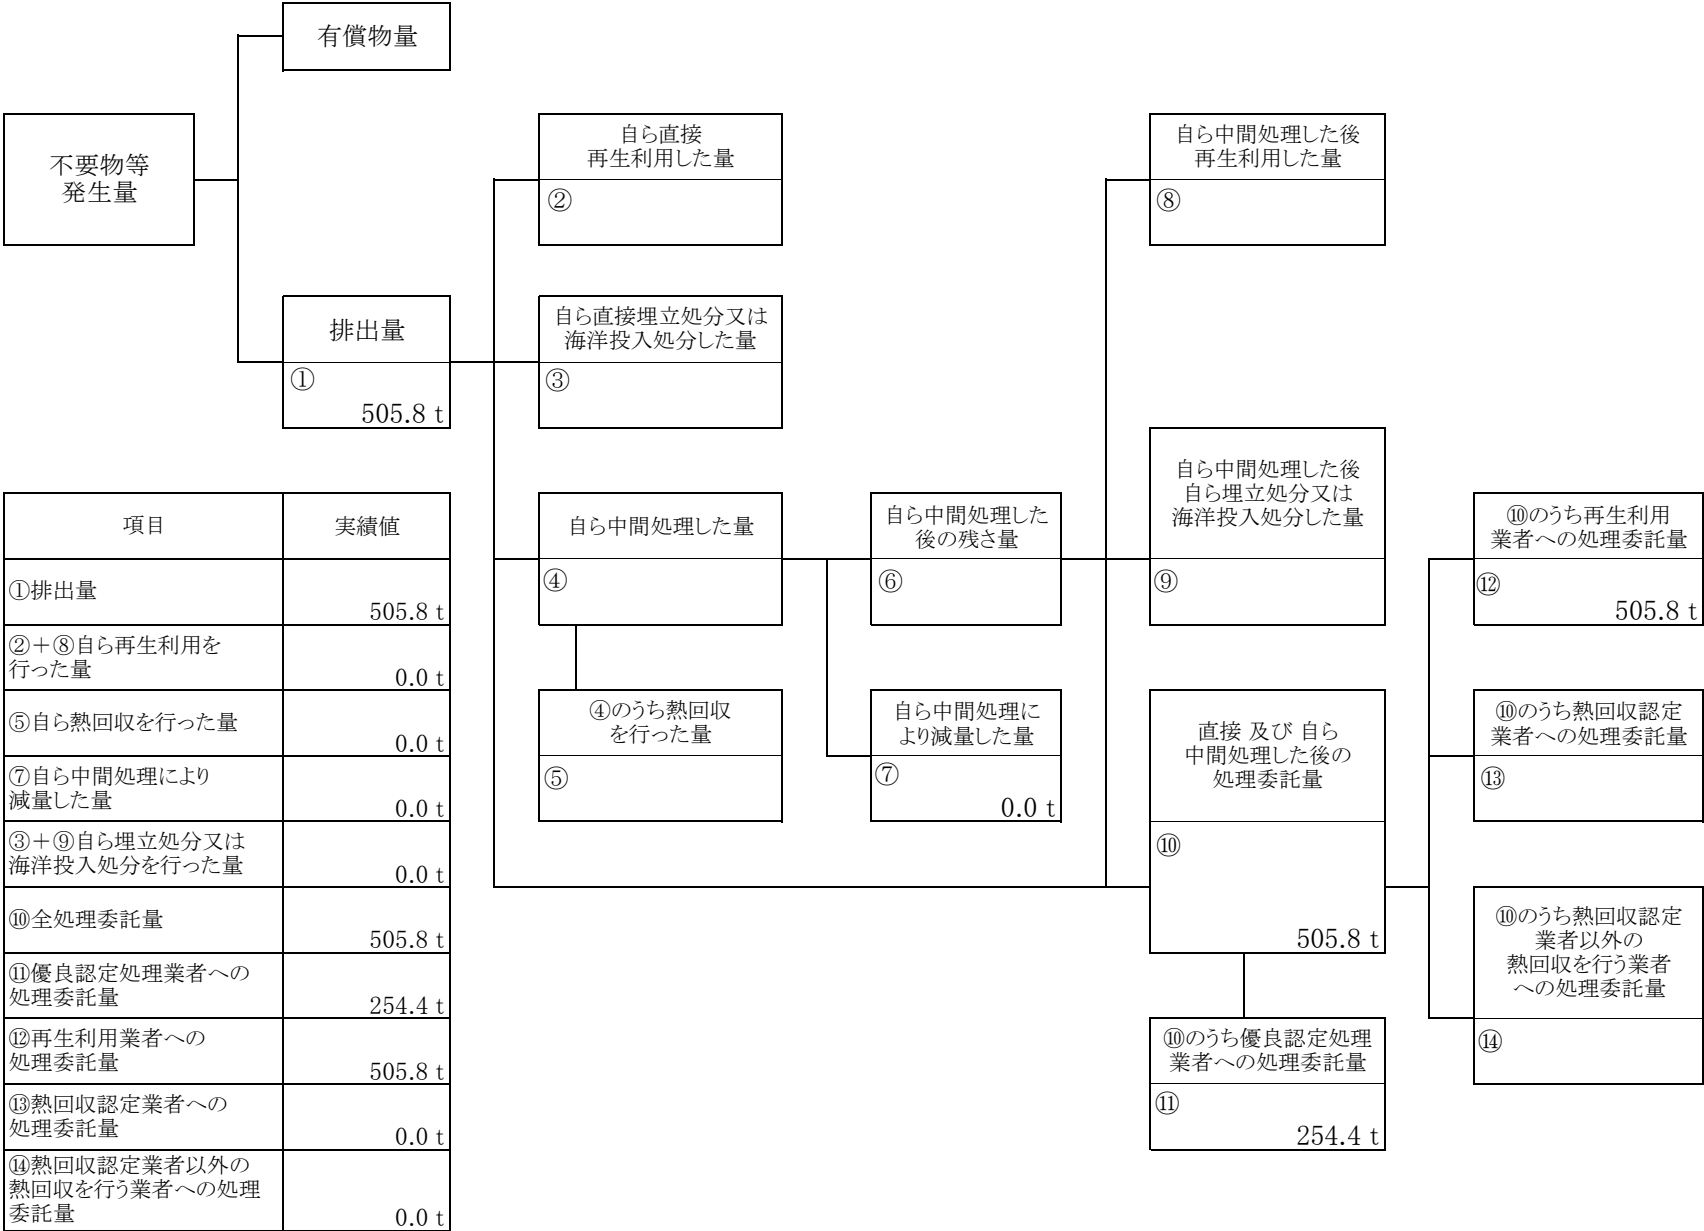 有償物量
不要物等
発生量
自ら直接
再生利用した量
②
自ら中間処理した後
再生利用した量
⑧
排出量
①
505.8 t
自ら直接埋立処分又は
海洋投入処分した量
③
自ら中間処理した後
自ら埋立処分又は
海洋投入処分した量
⑨
自ら中間処理した量
④
自ら中間処理した
後の残さ量
⑥
⑩のうち再生利用
業者への処理委託量
⑫
505.8 t
④のうち熱回収
を行った量
⑤
自ら中間処理に
より減量した量
⑦
0.0 t
直接 及び 自ら
中間処理した後の
処理委託量
⑩
505.8 t
⑩のうち熱回収認定
業者への処理委託量
⑬
⑩のうち熱回収認定
業者以外の
熱回収を行う業者
への処理委託量
⑭
⑩のうち優良認定処理
業者への処理委託量
⑪
254.4 t
項目 実績値
①排出量
505.8 t
②＋⑧自ら再生利用を
行った量
0.0 t
⑤自ら熱回収を行った量
0.0 t
⑦自ら中間処理により
減量した量
0.0 t
③＋⑨自ら埋立処分又は
海洋投入処分を行った量
0.0 t
⑩全処理委託量
505.8 t
⑪優良認定処理業者への
処理委託量
254.4 t
⑫再生利用業者への
処理委託量
505.8 t
⑬熱回収認定業者への
処理委託量
0.0 t
⑭熱回収認定業者以外の
熱回収を行う業者への処理
委託量
0.0 t